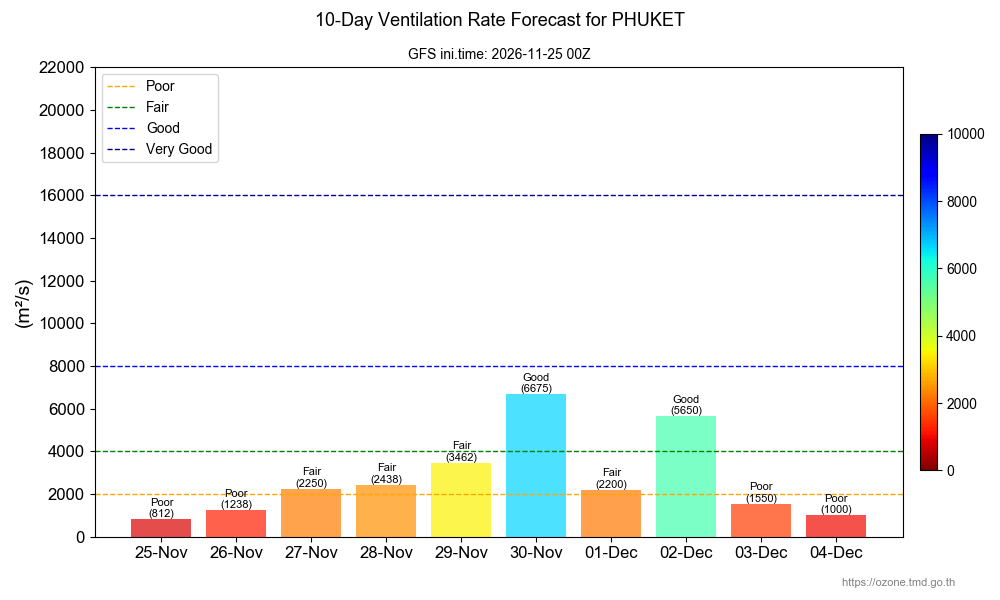 10-Day Ventilation Rate Forecast for PHUKET
GFS ini.time: 2026-11-25 00Z
22000
20000
18000
16000
14000
12000
10000
8000
6000
4000
2000
0
(m²/s)
Poor
Fair
Good
Very Good
Poor
(812)
Poor
(1238)
Fair
(2250)
Fair
(2438)
Fair
(3462)
Good
(6675)
Fair
(2200)
Good
(5650)
Poor
(1550)
Poor
(1000)
25-Nov 26-Nov 27-Nov 28-Nov 29-Nov 30-Nov 01-Dec 02-Dec 03-Dec 04-Dec
10000
8000
6000
4000
2000
0
https://ozone.tmd.go.th